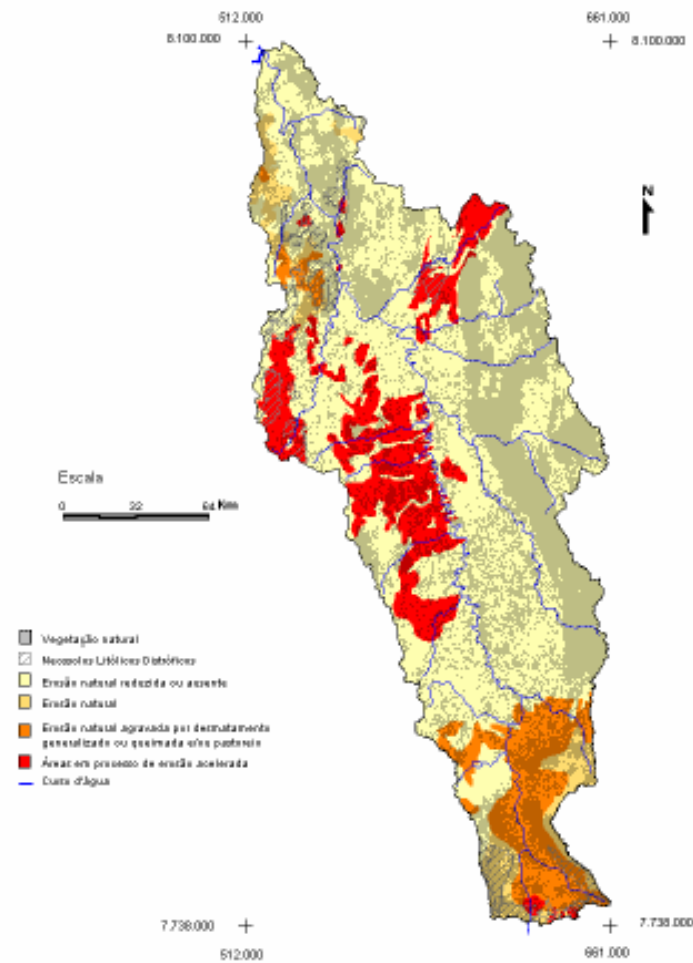 512.000 661.000
8.100.000 8.100.000
N
Escala
0 32 64 Km
Vegetação natural
Neossolos Litólicos Distróficos
Erosão natural reduzida ou ausente
Erosão natural
Erosão natural agravada por desmatamento
generalizado ou queimada e/ou pastoreio
Áreas em processo de erosão acelerada
Curso d'Água
7.738.000 7.738.000
512.000 661.000